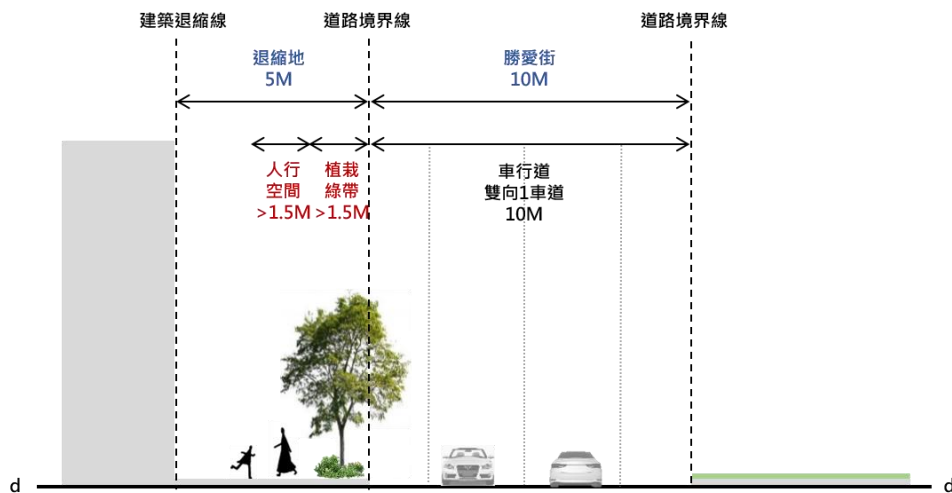 建築退縮線
道路境界線
道路境界線
退縮地
5M
勝愛街
10M
人行
空間
>1.5M
植栽
綠帶
>1.5M
車行道
雙向1車道
10M
d
d